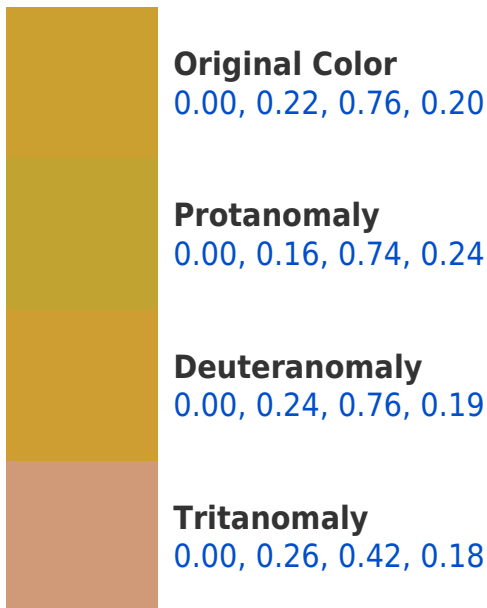 Original Color
0.00, 0.22, 0.76, 0.20
Protanomaly
0.00, 0.16, 0.74, 0.24
Deuteranomaly
0.00, 0.24, 0.76, 0.19
Tritanomaly
0.00, 0.26, 0.42, 0.18